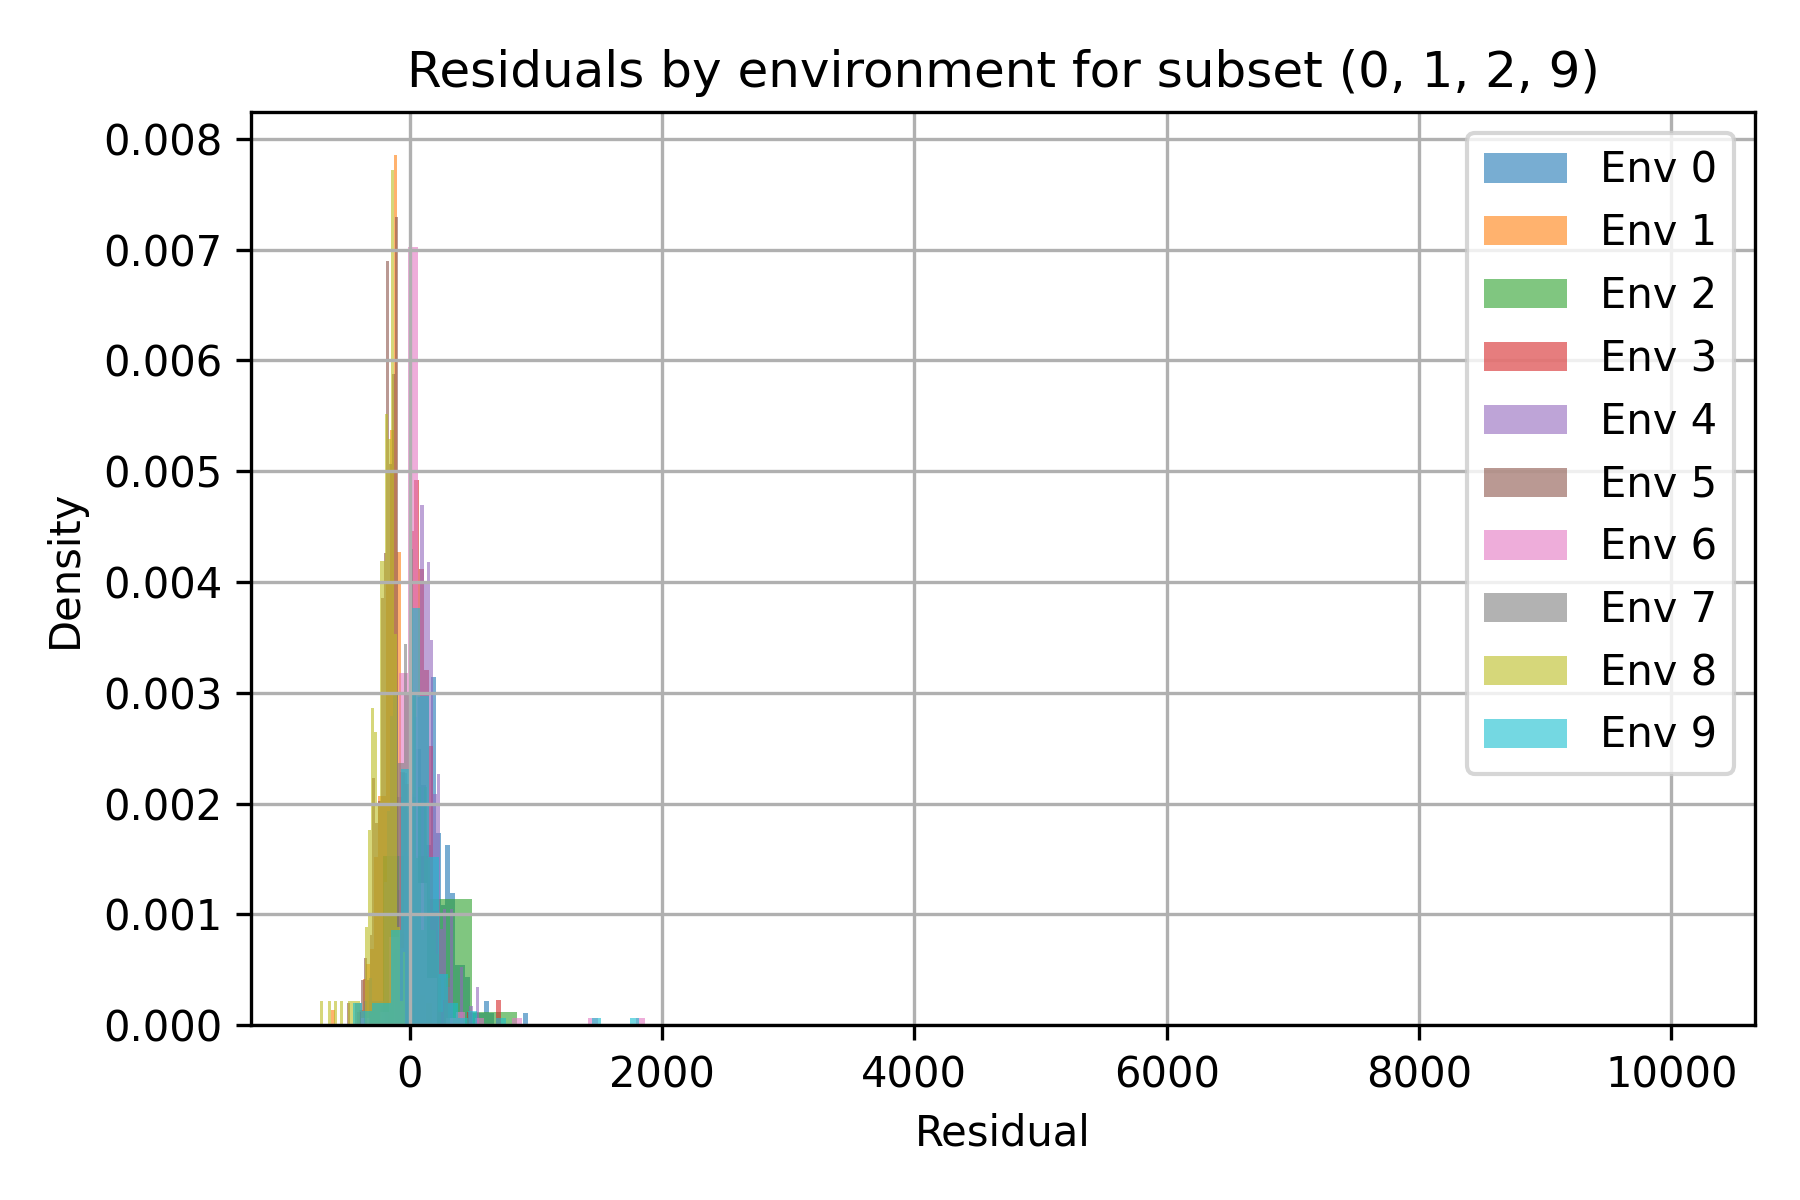 Residuals by environment for subset (0, 1, 2, 9)
0.008
0.007
0.006
0.005
0.004
0.003
0.002
0.001
0.000
Density
0 2000 4000 6000 8000 10000
Residual
Env 0
Env 1
Env 2
Env 3
Env 4
Env 5
Env 6
Env 7
Env 8
Env 9